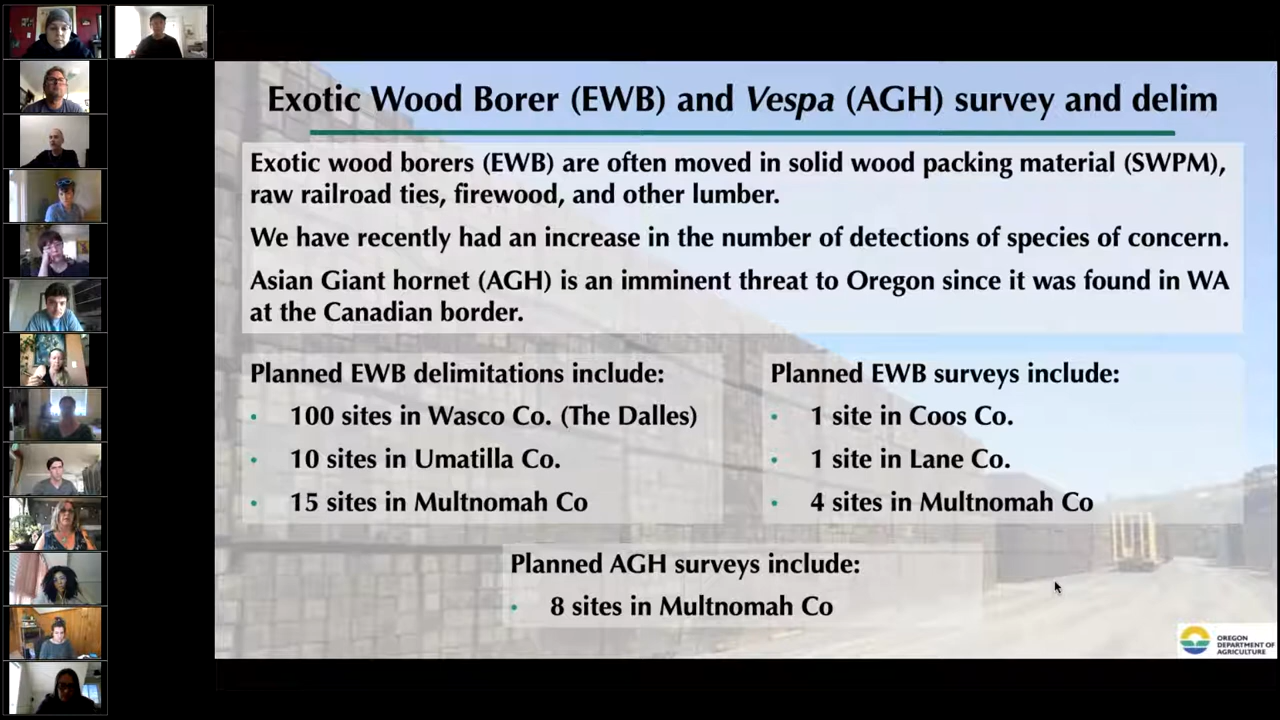 Exotic Wood Borer (EWB) and Vespa (AGH) survey and delim
Exotic wood borers (EWB) are often moved in solid wood packing material (SWPM),
raw railroad ties, firewood, and other lumber.
We have recently had an increase in the number of detections of species of concern.
Asian Giant hornet (AGH) is an imminent threat to Oregon since it was found in WA
at the Canadian border.
Planned EWB delimitations include:
• 100 sites in Wasco Co. (The Dalles)
• 10 sites in Umatilla Co.
• 15 sites in Multnomah Co
Planned EWB surveys include:
• 1 site in Coos Co.
• 1 site in Lane Co.
• 4 sites in Multnomah Co
Planned AGH surveys include:
• 8 sites in Multnomah Co
OREGON
DEPARTMENT OF
AGRICULTURE